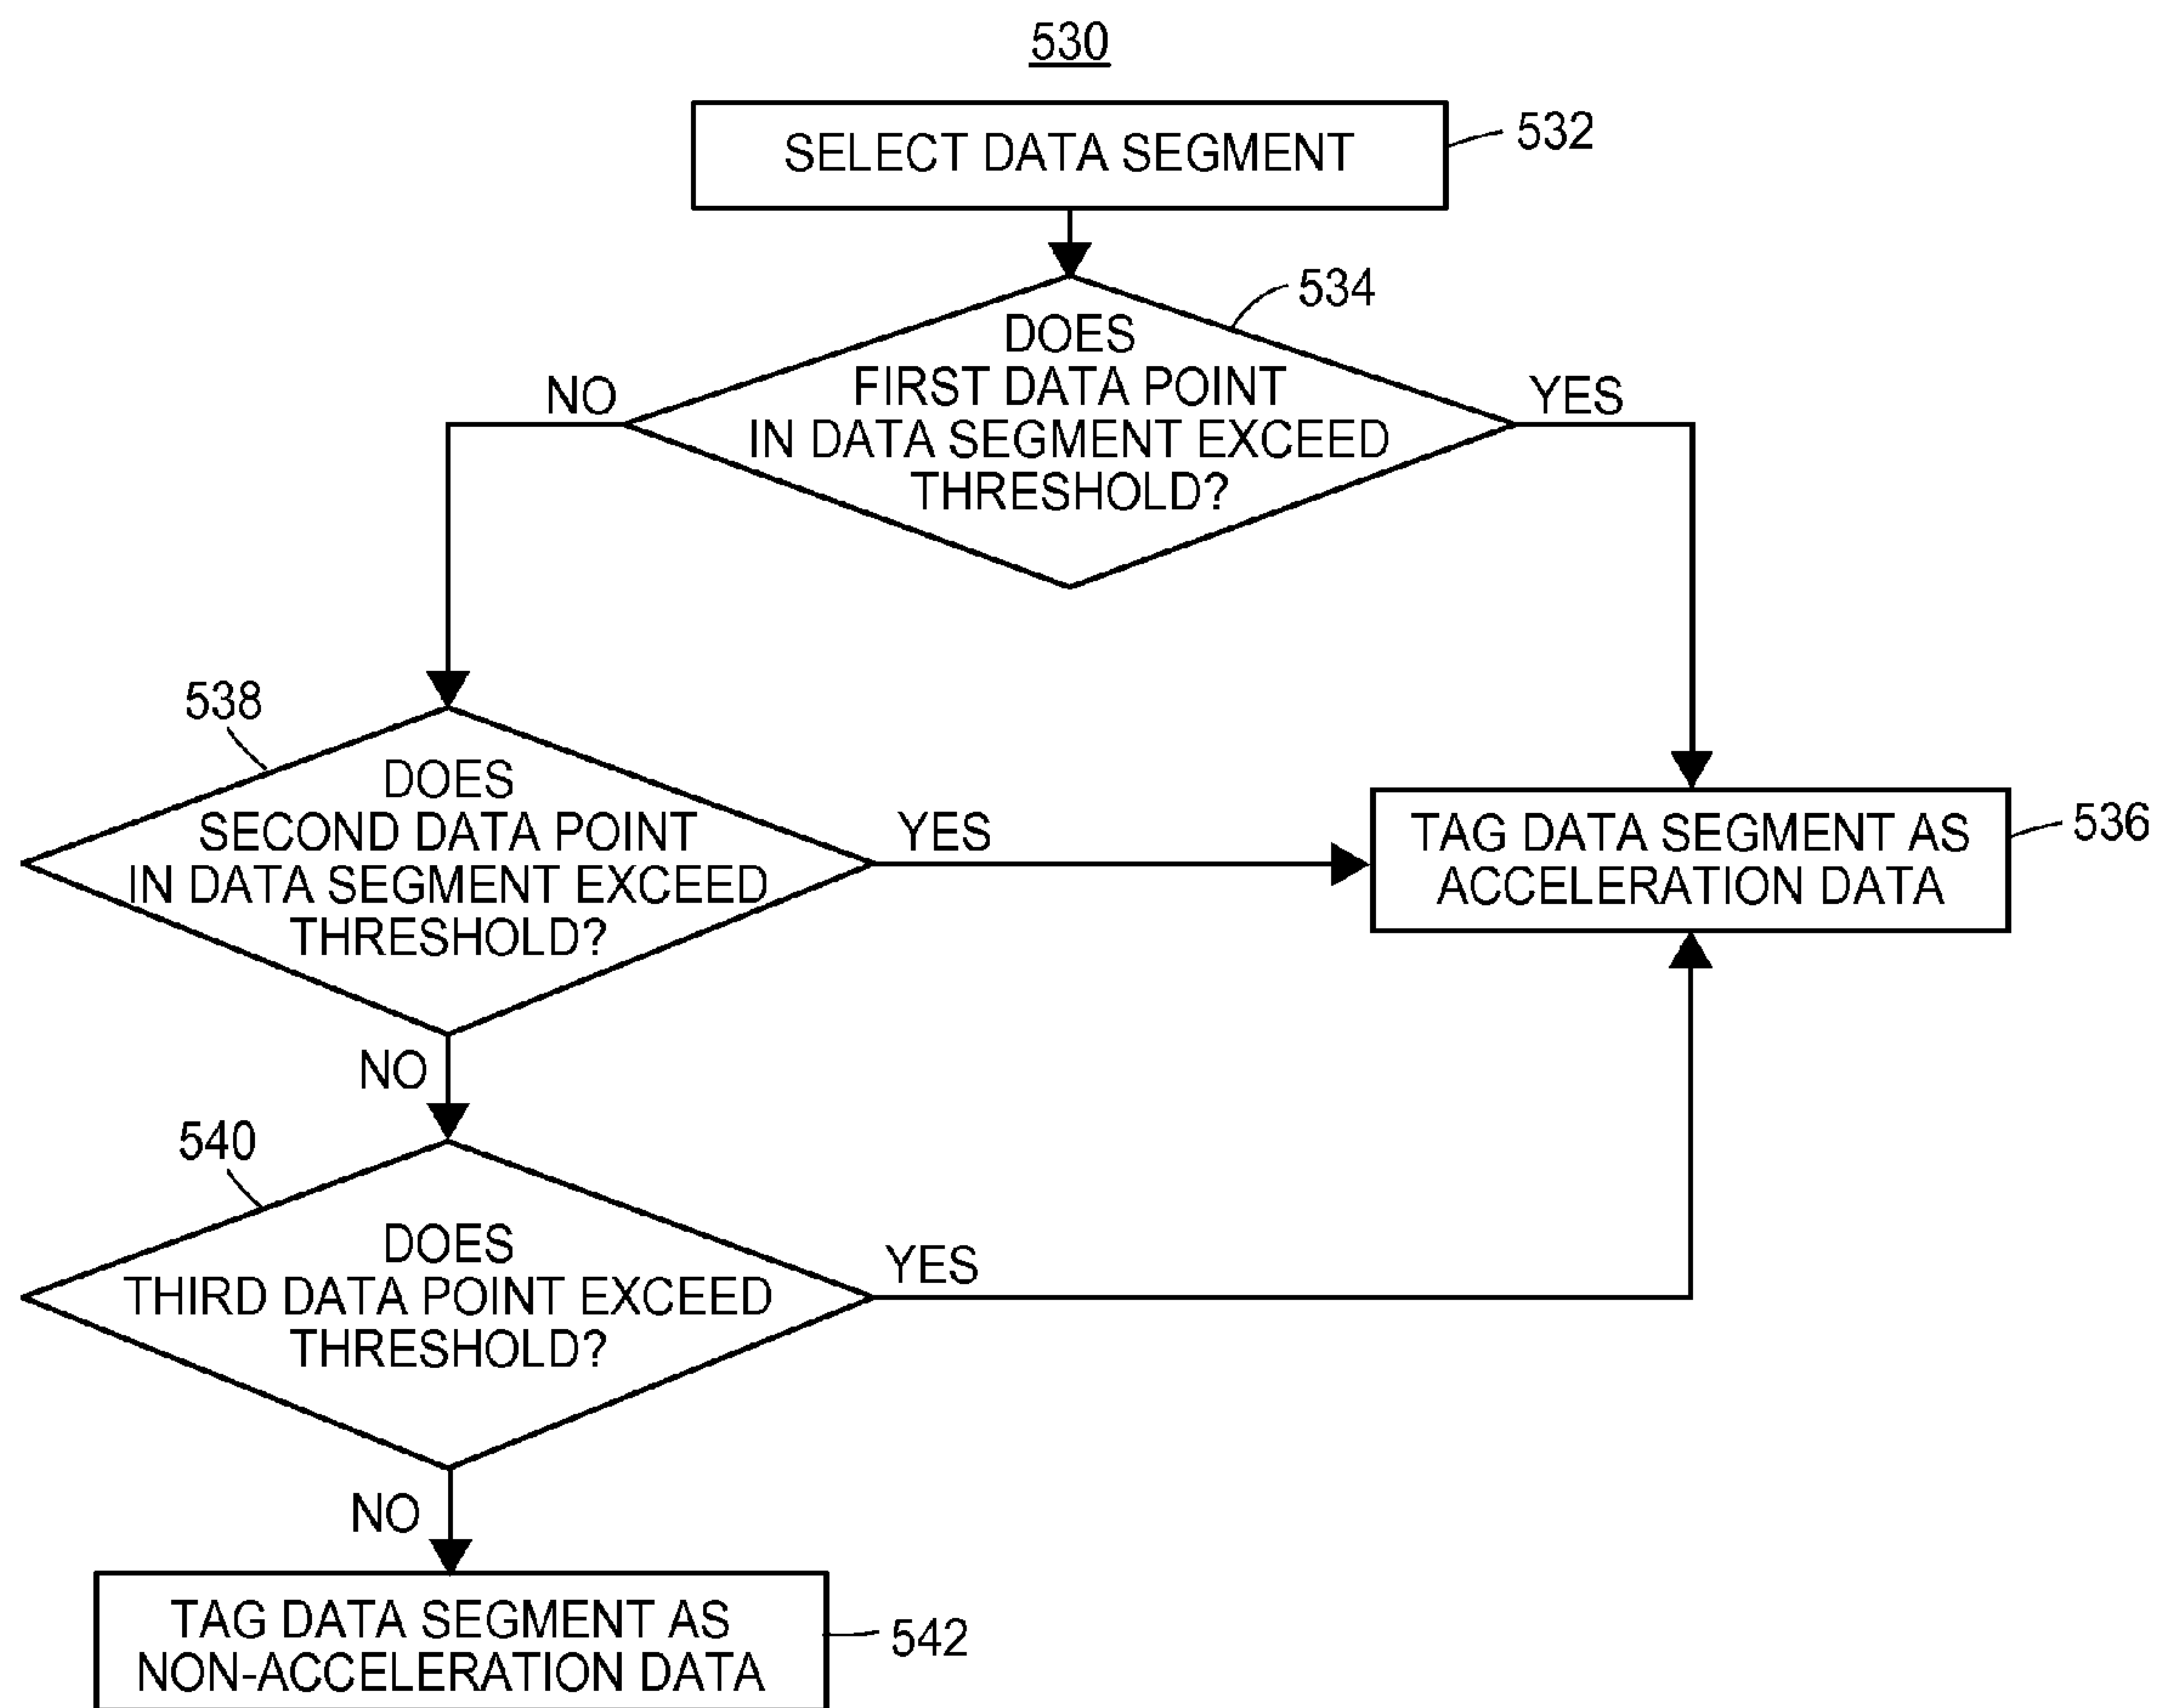 530
SELECT DATA SEGMENT
532
534
DOES
FIRST DATA POINT
IN DATA SEGMENT EXCEED
THRESHOLD?
NO
YES
538
DOES
SECOND DATA POINT
IN DATA SEGMENT EXCEED
THRESHOLD?
YES
TAG DATA SEGMENT AS
ACCELERATION DATA
536
NO
540
DOES
THIRD DATA POINT EXCEED
THRESHOLD?
YES
NO
TAG DATA SEGMENT AS
NON-ACCELERATION DATA
542